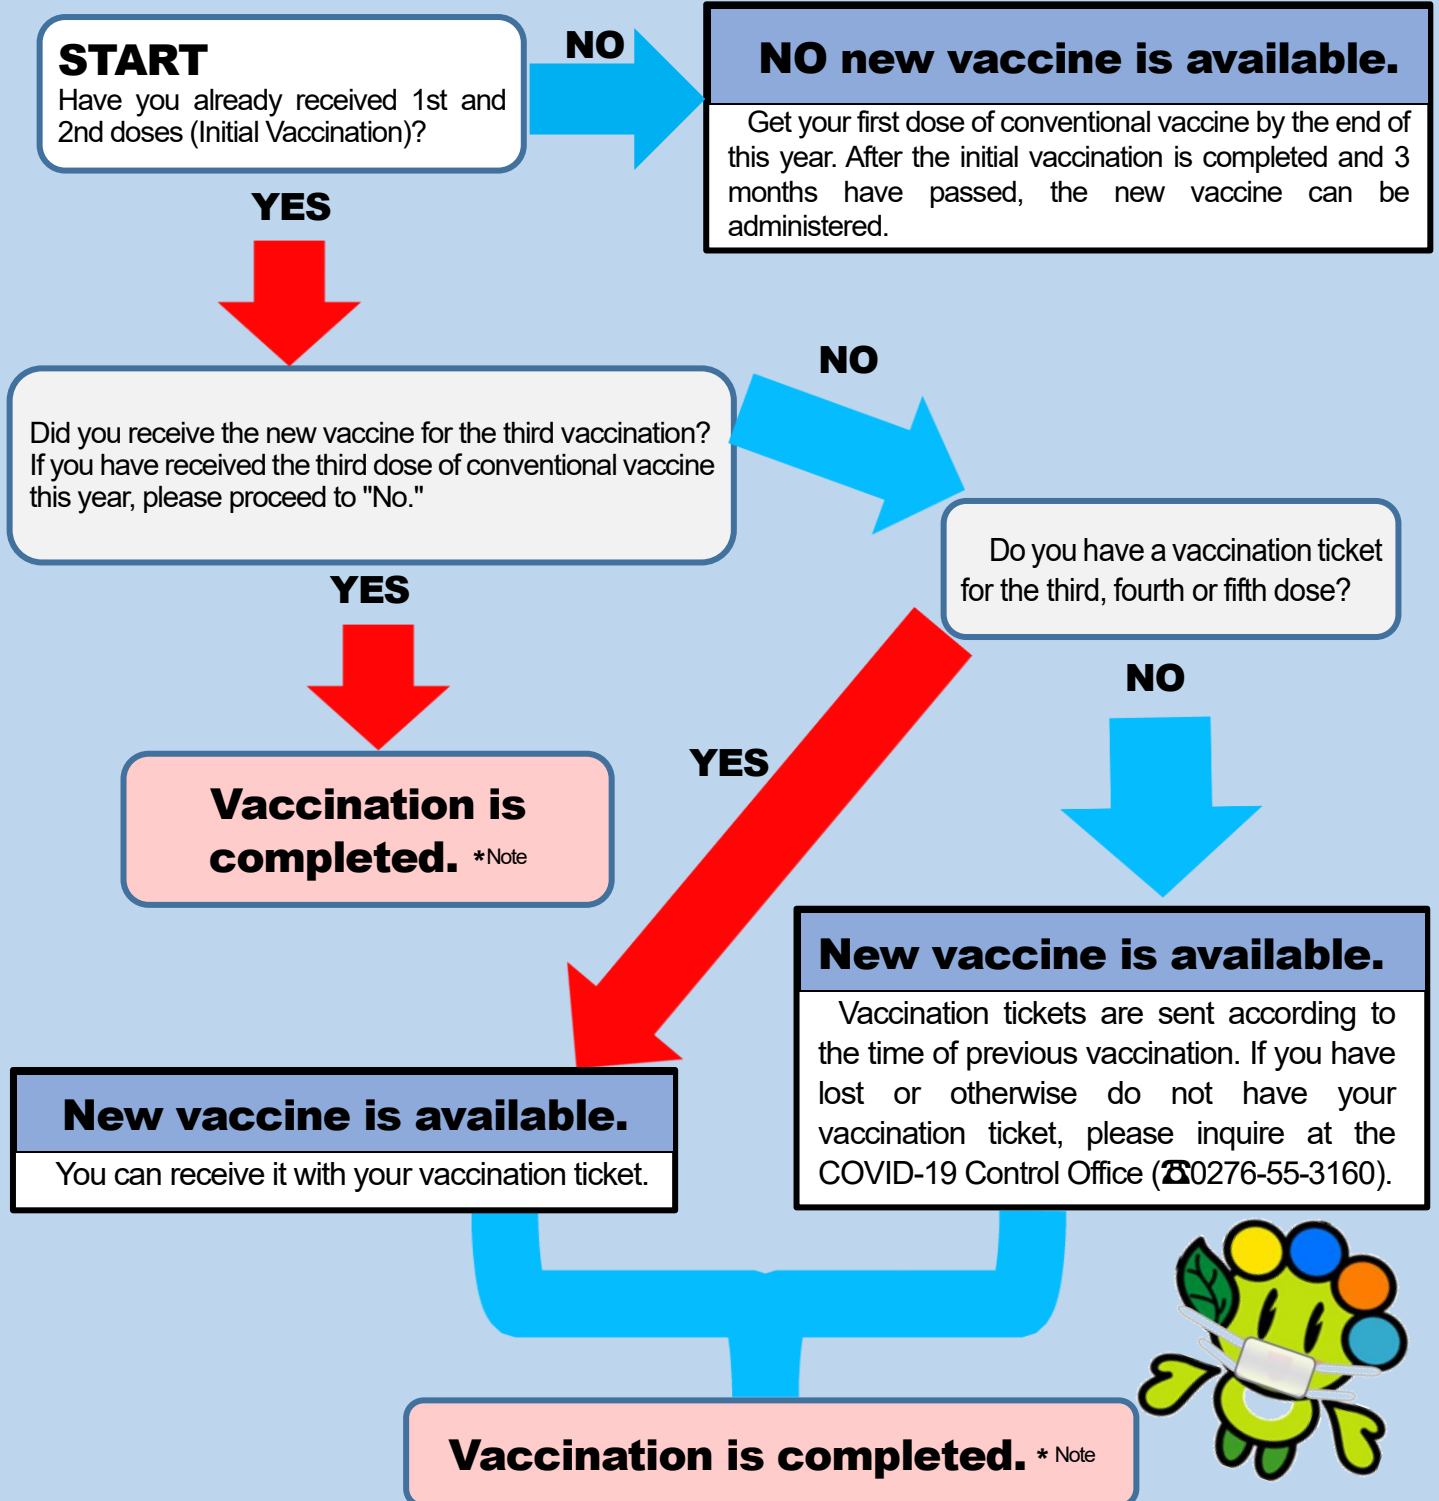 START
Have you already received 1st and
2nd doses (Initial Vaccination)?
NO
NO new vaccine is available.
Get your first dose of conventional vaccine by the end of
this year. After the initial vaccination is completed and 3
months have passed, the new vaccine can be
administered.
YES
Did you receive the new vaccine for the third vaccination?
If you have received the third dose of conventional vaccine
this year, please proceed to "No."
NO
Do you have a vaccination ticket
for the third, fourth or fifth dose?
YES
Vaccination is
completed. *Note
YES
NO
New vaccine is available.
Vaccination tickets are sent according to
the time of previous vaccination. If you have
lost or otherwise do not have your
vaccination ticket, please inquire at the
COVID-19 Control Office (☎0276-55-3160).
New vaccine is available.
You can receive it with your vaccination ticket.
Vaccination is completed. * Note